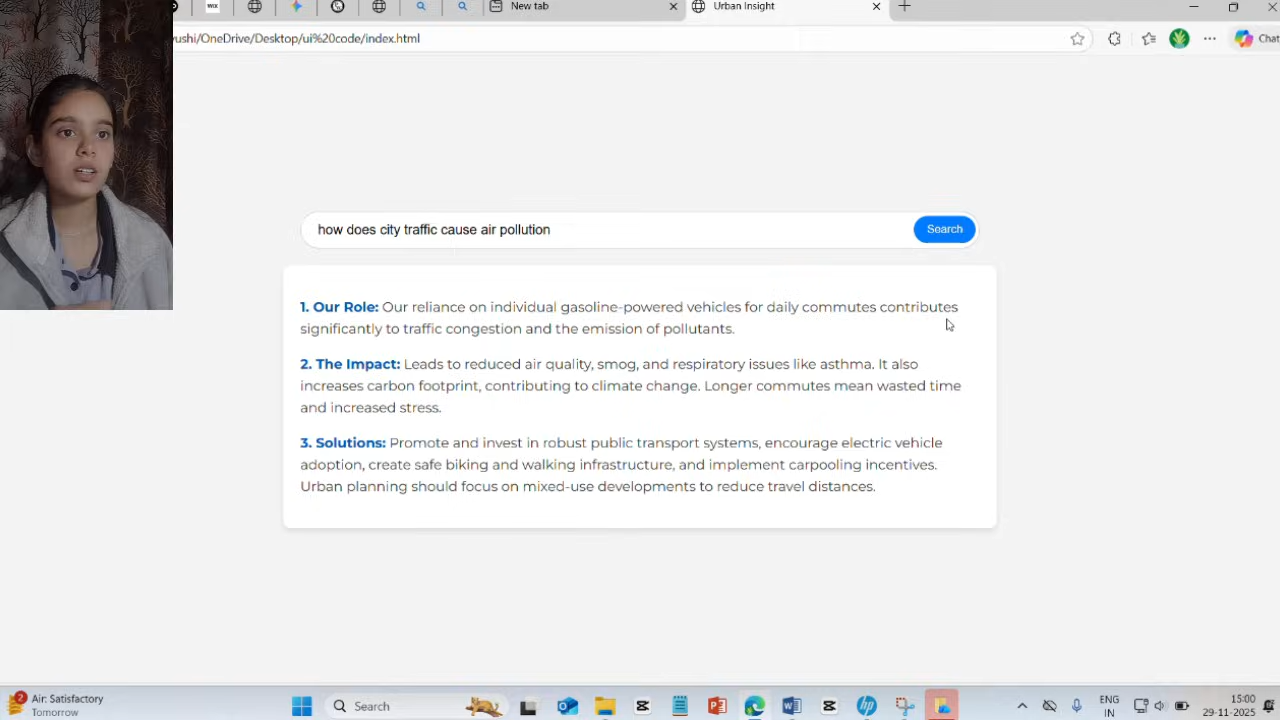 WIX
New tab
Urban Insight
yushi/OneDrive/Desktop/ui%20code/index.html
Chat
how does city traffic cause air pollution
Search
1. Our Role: Our reliance on individual gasoline-powered vehicles for daily commutes contributes
significantly to traffic congestion and the emission of pollutants.
2. The Impact: Leads to reduced air quality, smog, and respiratory issues like asthma. It also
increases carbon footprint, contributing to climate change. Longer commutes mean wasted time
and increased stress.
3. Solutions: Promote and invest in robust public transport systems, encourage electric vehicle
adoption, create safe biking and walking infrastructure, and implement carpooling incentives.
Urban planning should focus on mixed-use developments to reduce travel distances.
2
Air: Satisfactory
Tomorrow
Search
ENG
IN
15:00
29-11-2025